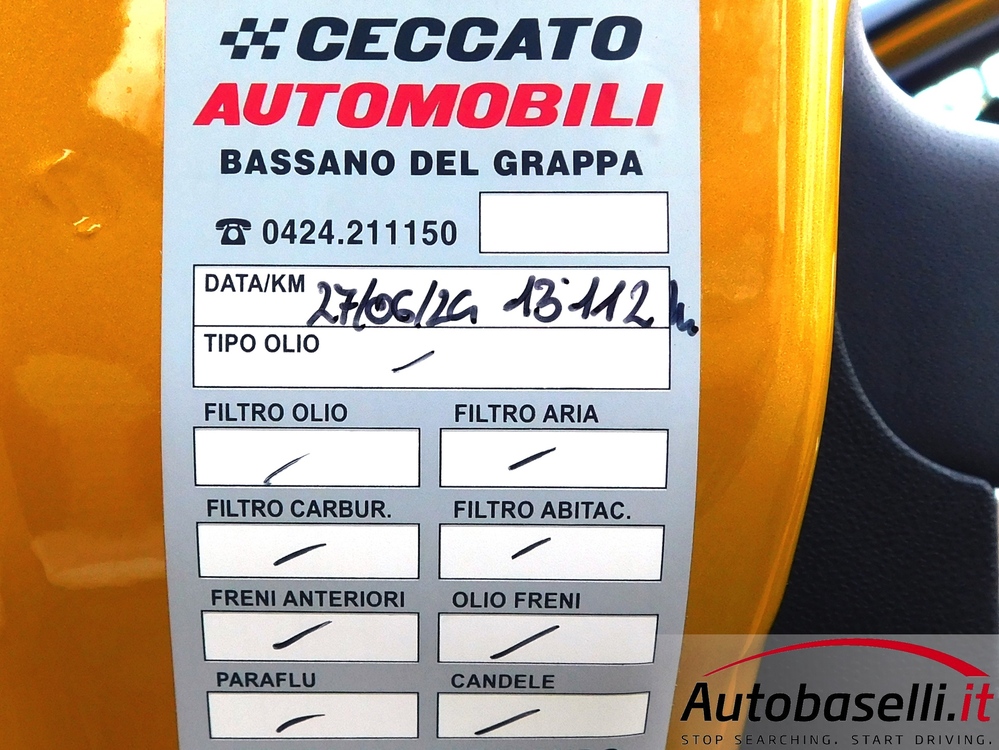 CECCATO
AUTOMOBILI
BASSANO DEL GRAPPA
☎ 0424.211150
DATA/KM 27/06/24 13.112
TIPO OLIO /
FILTRO OLIO / FILTRO ARIA /
FILTRO CARBUR. / FILTRO ABITAC. /
FRENI ANTERIORI / OLIO FRENI /
PARAFLU / CANDELE /
Autobaselli.it
STOP SEARCHING. START DRIVING.